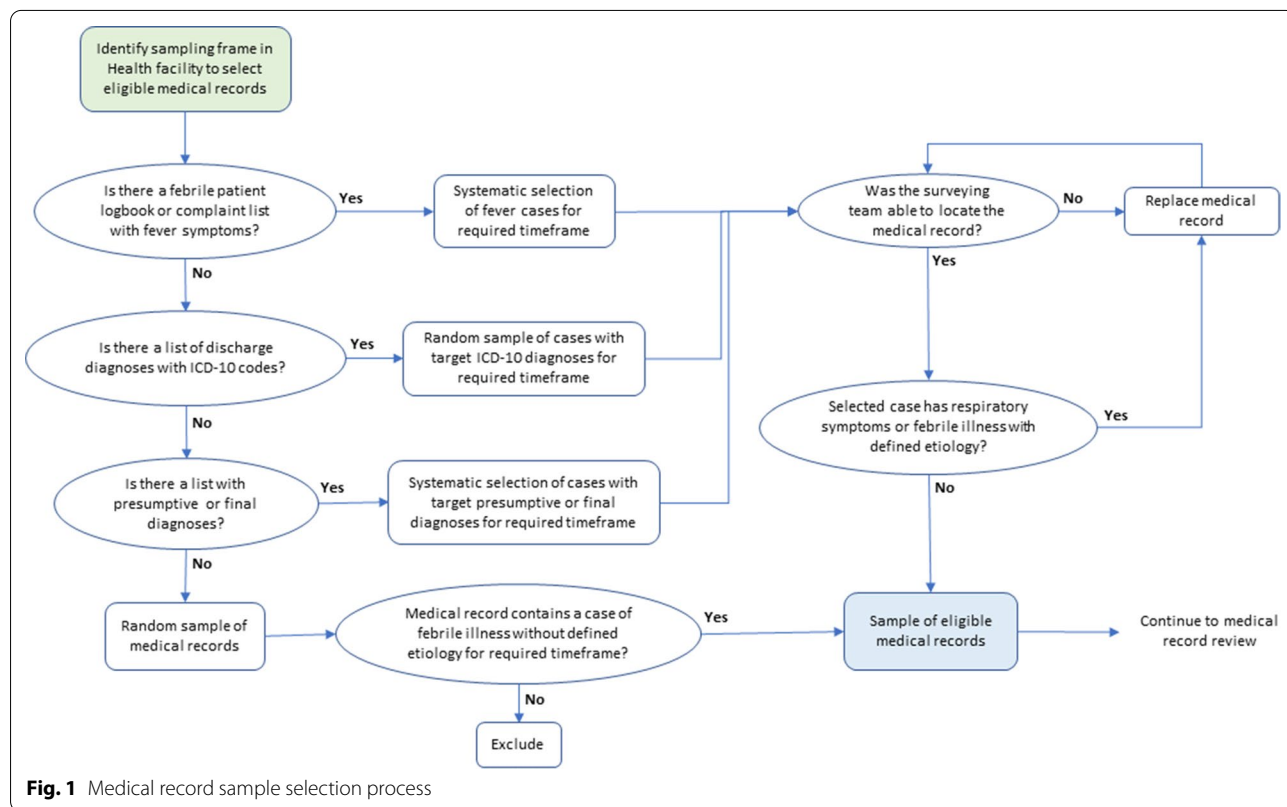 Identify sampling frame in
Health facility to select
eligible medical records
Is there a febrile patient
logbook or complaint list
with fever symptoms?
Yes
Systematic selection
of fever cases for
required timeframe
Was the surveying
team able to locate the
medical record?
No
Replace medical
record
No
Yes
Is there a list of discharge
diagnoses with ICD-10 codes?
Yes
Random sample of cases with
target ICD-10 diagnoses for
required timeframe
Selected case has respiratory
symptoms or febrile illness with
defined etiology?
Yes
No
No
Is there a list with
presumptive or final
diagnoses?
Yes
Systematic selection of cases with
target presumptive or final
diagnoses for required timeframe
No
Random sample of
medical records
Medical record contains a case of
febrile illness without defined
etiology for required timeframe?
Yes
Sample of eligible
medical records
Continue to medical
record review
No
Exclude
Fig. 1 Medical record sample selection process